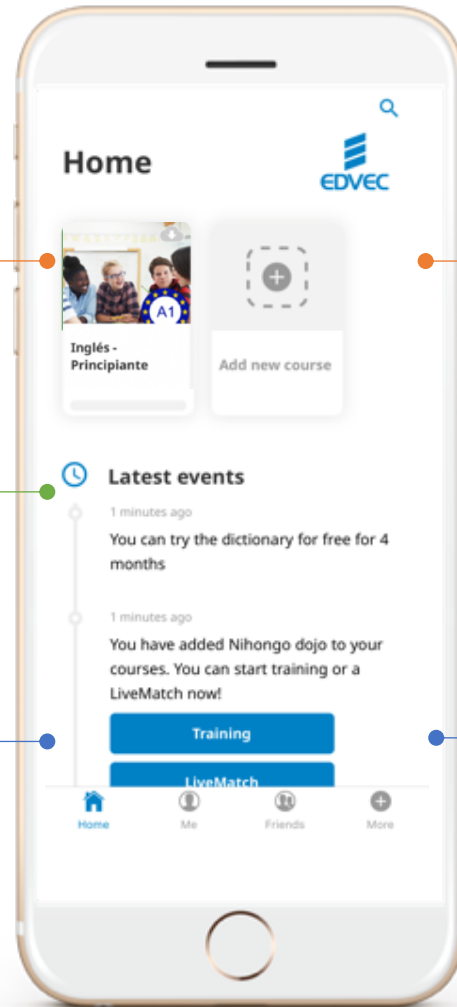 Home
EDVEC
A1
Inglés -
Principiante
Add new course
Latest events
1 minutes ago
You can try the dictionary for free for 4
months
1 minutes ago
You have added Nihongo dojo to your
courses. You can start training or a
LiveMatch now!
Training
LiveMatch
Home
Me
Friends
More